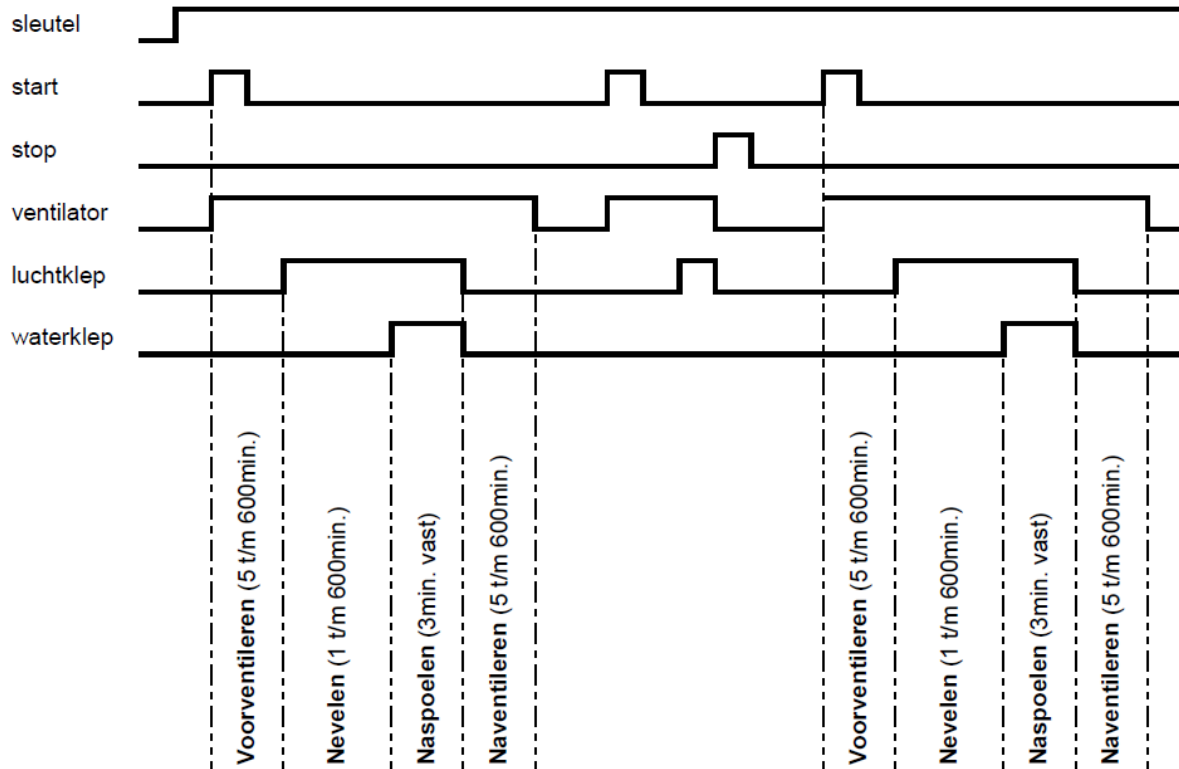 sleutel
start
stop
ventilator
luchtklep
waterklep
Voorventileren (5 t/m 600min.)
Nevelen (1 t/m 600min.)
Naspoelen (3min. vast)
Naventileren (5 t/m 600min.)
Voorventileren (5 t/m 600min.)
Nevelen (1 t/m 600min.)
Naspoelen (3min. vast)
Naventileren (5 t/m 600min.)